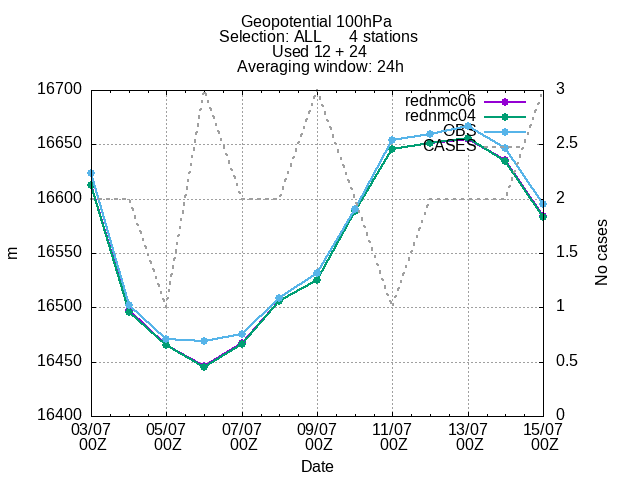 Geopotential 100hPa
Selection: ALL      4 stations
Used 12 + 24
Averaging window: 24h
rednmc06
rednmc04
OBS
CASES
16700
16650
16600
16550
16500
16450
16400
m
3
2.5
2
1.5
1
0.5
0
No cases
03/07 05/07 07/07 09/07 11/07 13/07 15/07
00Z 00Z 00Z 00Z 00Z 00Z 00Z
Date